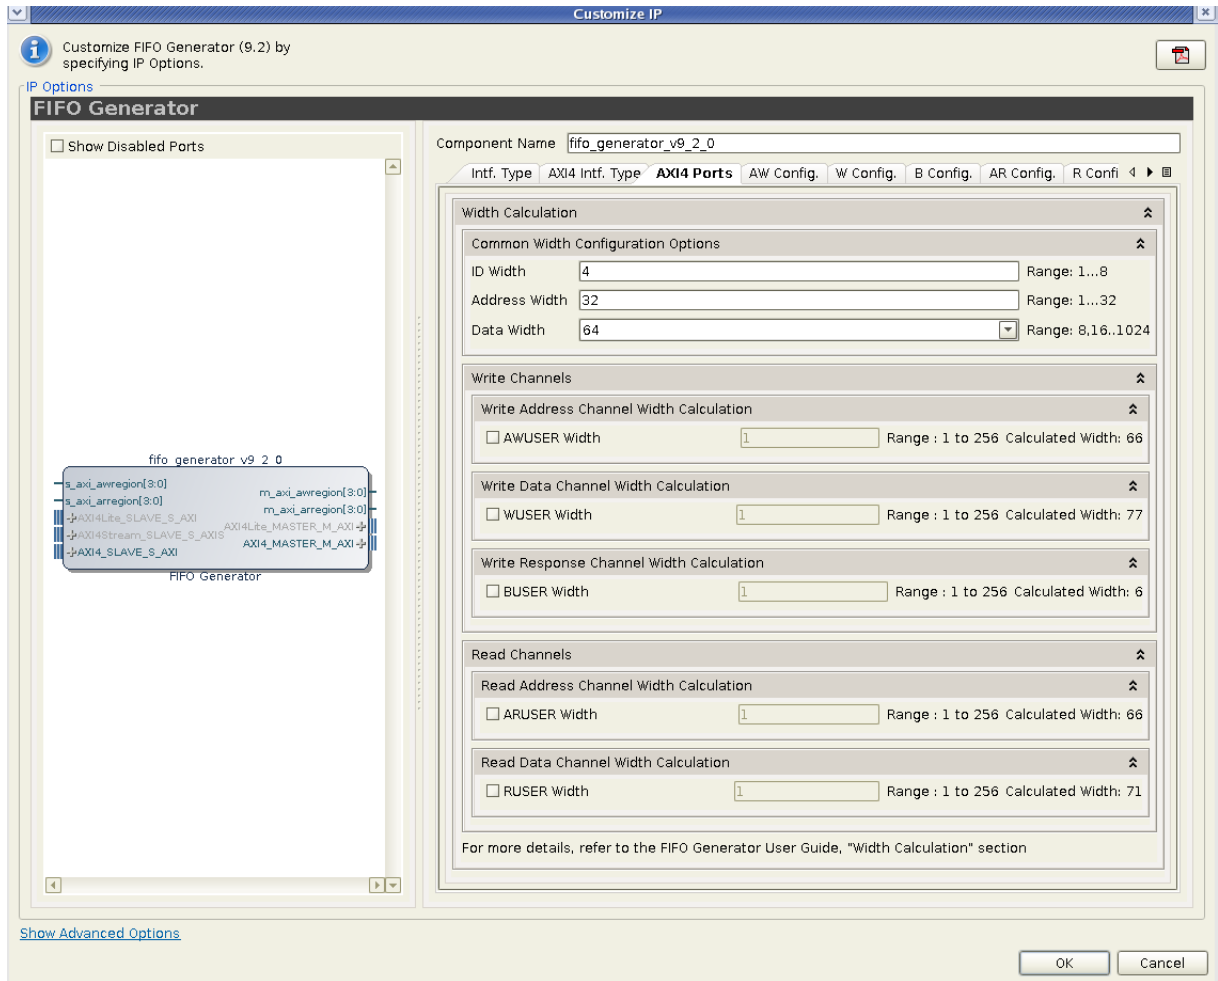 Customize IP
Customize FIFO Generator (9.2) by
specifying IP Options.
IP Options
FIFO Generator
Show Disabled Ports
fifo_generator_v9_2_0
s_axi_awregion[3:0]
s_axi_arregion[3:0]
AXI4Lite_SLAVE_S_AXI
AXI4Stream_SLAVE_S_AXIS
AXI4_SLAVE_S_AXI
m_axi_awregion[3:0]
m_axi_arregion[3:0]
AXI4Lite_MASTER_M_AXI
AXI4_MASTER_M_AXI
FIFO Generator
Component Name fifo_generator_v9_2_0
Intf. Type AXI4 Intf. Type AXI4 Ports AW Config. W Config. B Config. AR Config. R Confi
Width Calculation
Common Width Configuration Options
ID Width 4 Range: 1...8
Address Width 32 Range: 1...32
Data Width 64 Range: 8,16..1024
Write Channels
Write Address Channel Width Calculation
AWUSER Width 1 Range : 1 to 256 Calculated Width: 66
Write Data Channel Width Calculation
WUSER Width 1 Range : 1 to 256 Calculated Width: 77
Write Response Channel Width Calculation
BUSER Width 1 Range : 1 to 256 Calculated Width: 6
Read Channels
Read Address Channel Width Calculation
ARUSER Width 1 Range : 1 to 256 Calculated Width: 66
Read Data Channel Width Calculation
RUSER Width 1 Range : 1 to 256 Calculated Width: 71
For more details, refer to the FIFO Generator User Guide, "Width Calculation" section
Show Advanced Options
OK Cancel